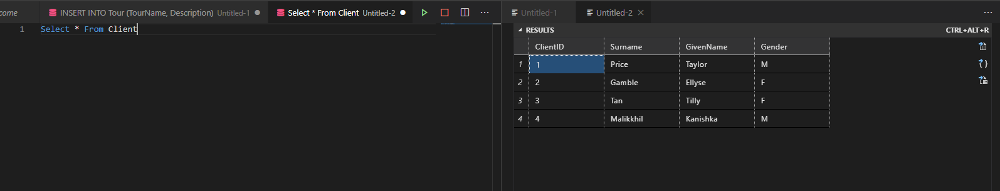 come
INSERT INTO Tour (TourName, Description) Untitled-1
Select * From Client Untitled-2
Untitled-1
Untitled-2
1 Select * From Client
RESULTS
CTRL+ALT+R
ClientID Surname GivenName Gender
1 1 Price Taylor M
2 2 Gamble Ellyse F
3 3 Tan Tilly F
4 4 Malikkhil Kanishka M